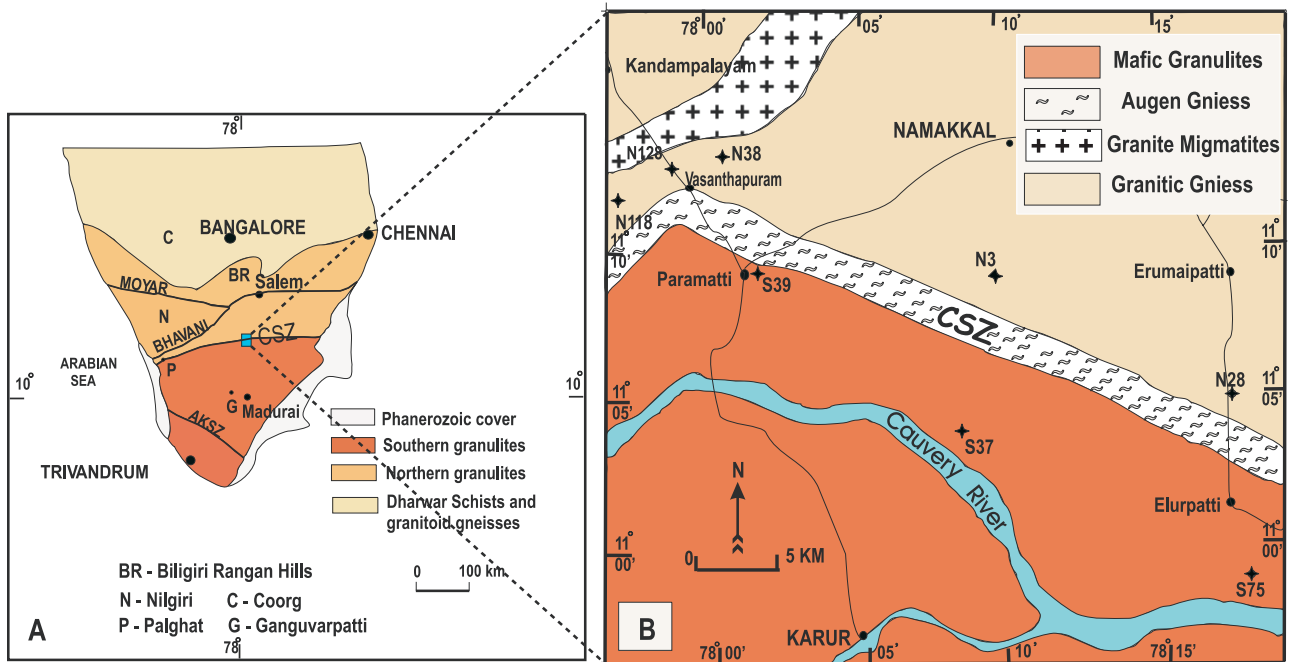 78°
C
BANGALORE
CHENNAI
BR
Salem
MOYAR
N
BHAVANI
CSZ
P
ARABIAN
SEA
10°
10°
G
Madurai
AKSZ
TRIVANDRUM
Phanerozoic cover
Southern granulites
Northern granulites
Dharwar Schists and
granitoid gneisses
BR - Biligiri Rangan Hills
N - Nilgiri
C - Coorg
P - Palghat
G - Ganguvarpatti
0
100 km
A
78°
78° 00'
05'
10'
15'
Kandampalayam
Mafic Granulites
Augen Gniess
Granite Migmatites
Granitic Gniess
NAMAKKAL
N128
N38
Vasanthapuram
N118
11°
10'
11°
10'
Paramatti
S39
N3
Erumaipatti
CSZ
N28
11°
05'
11°
05'
S37
Cauvery River
N
Elurpatti
0
5 KM
11°
00'
11°
00'
S75
B
KARUR
78° 00'
05'
10'
78° 15'